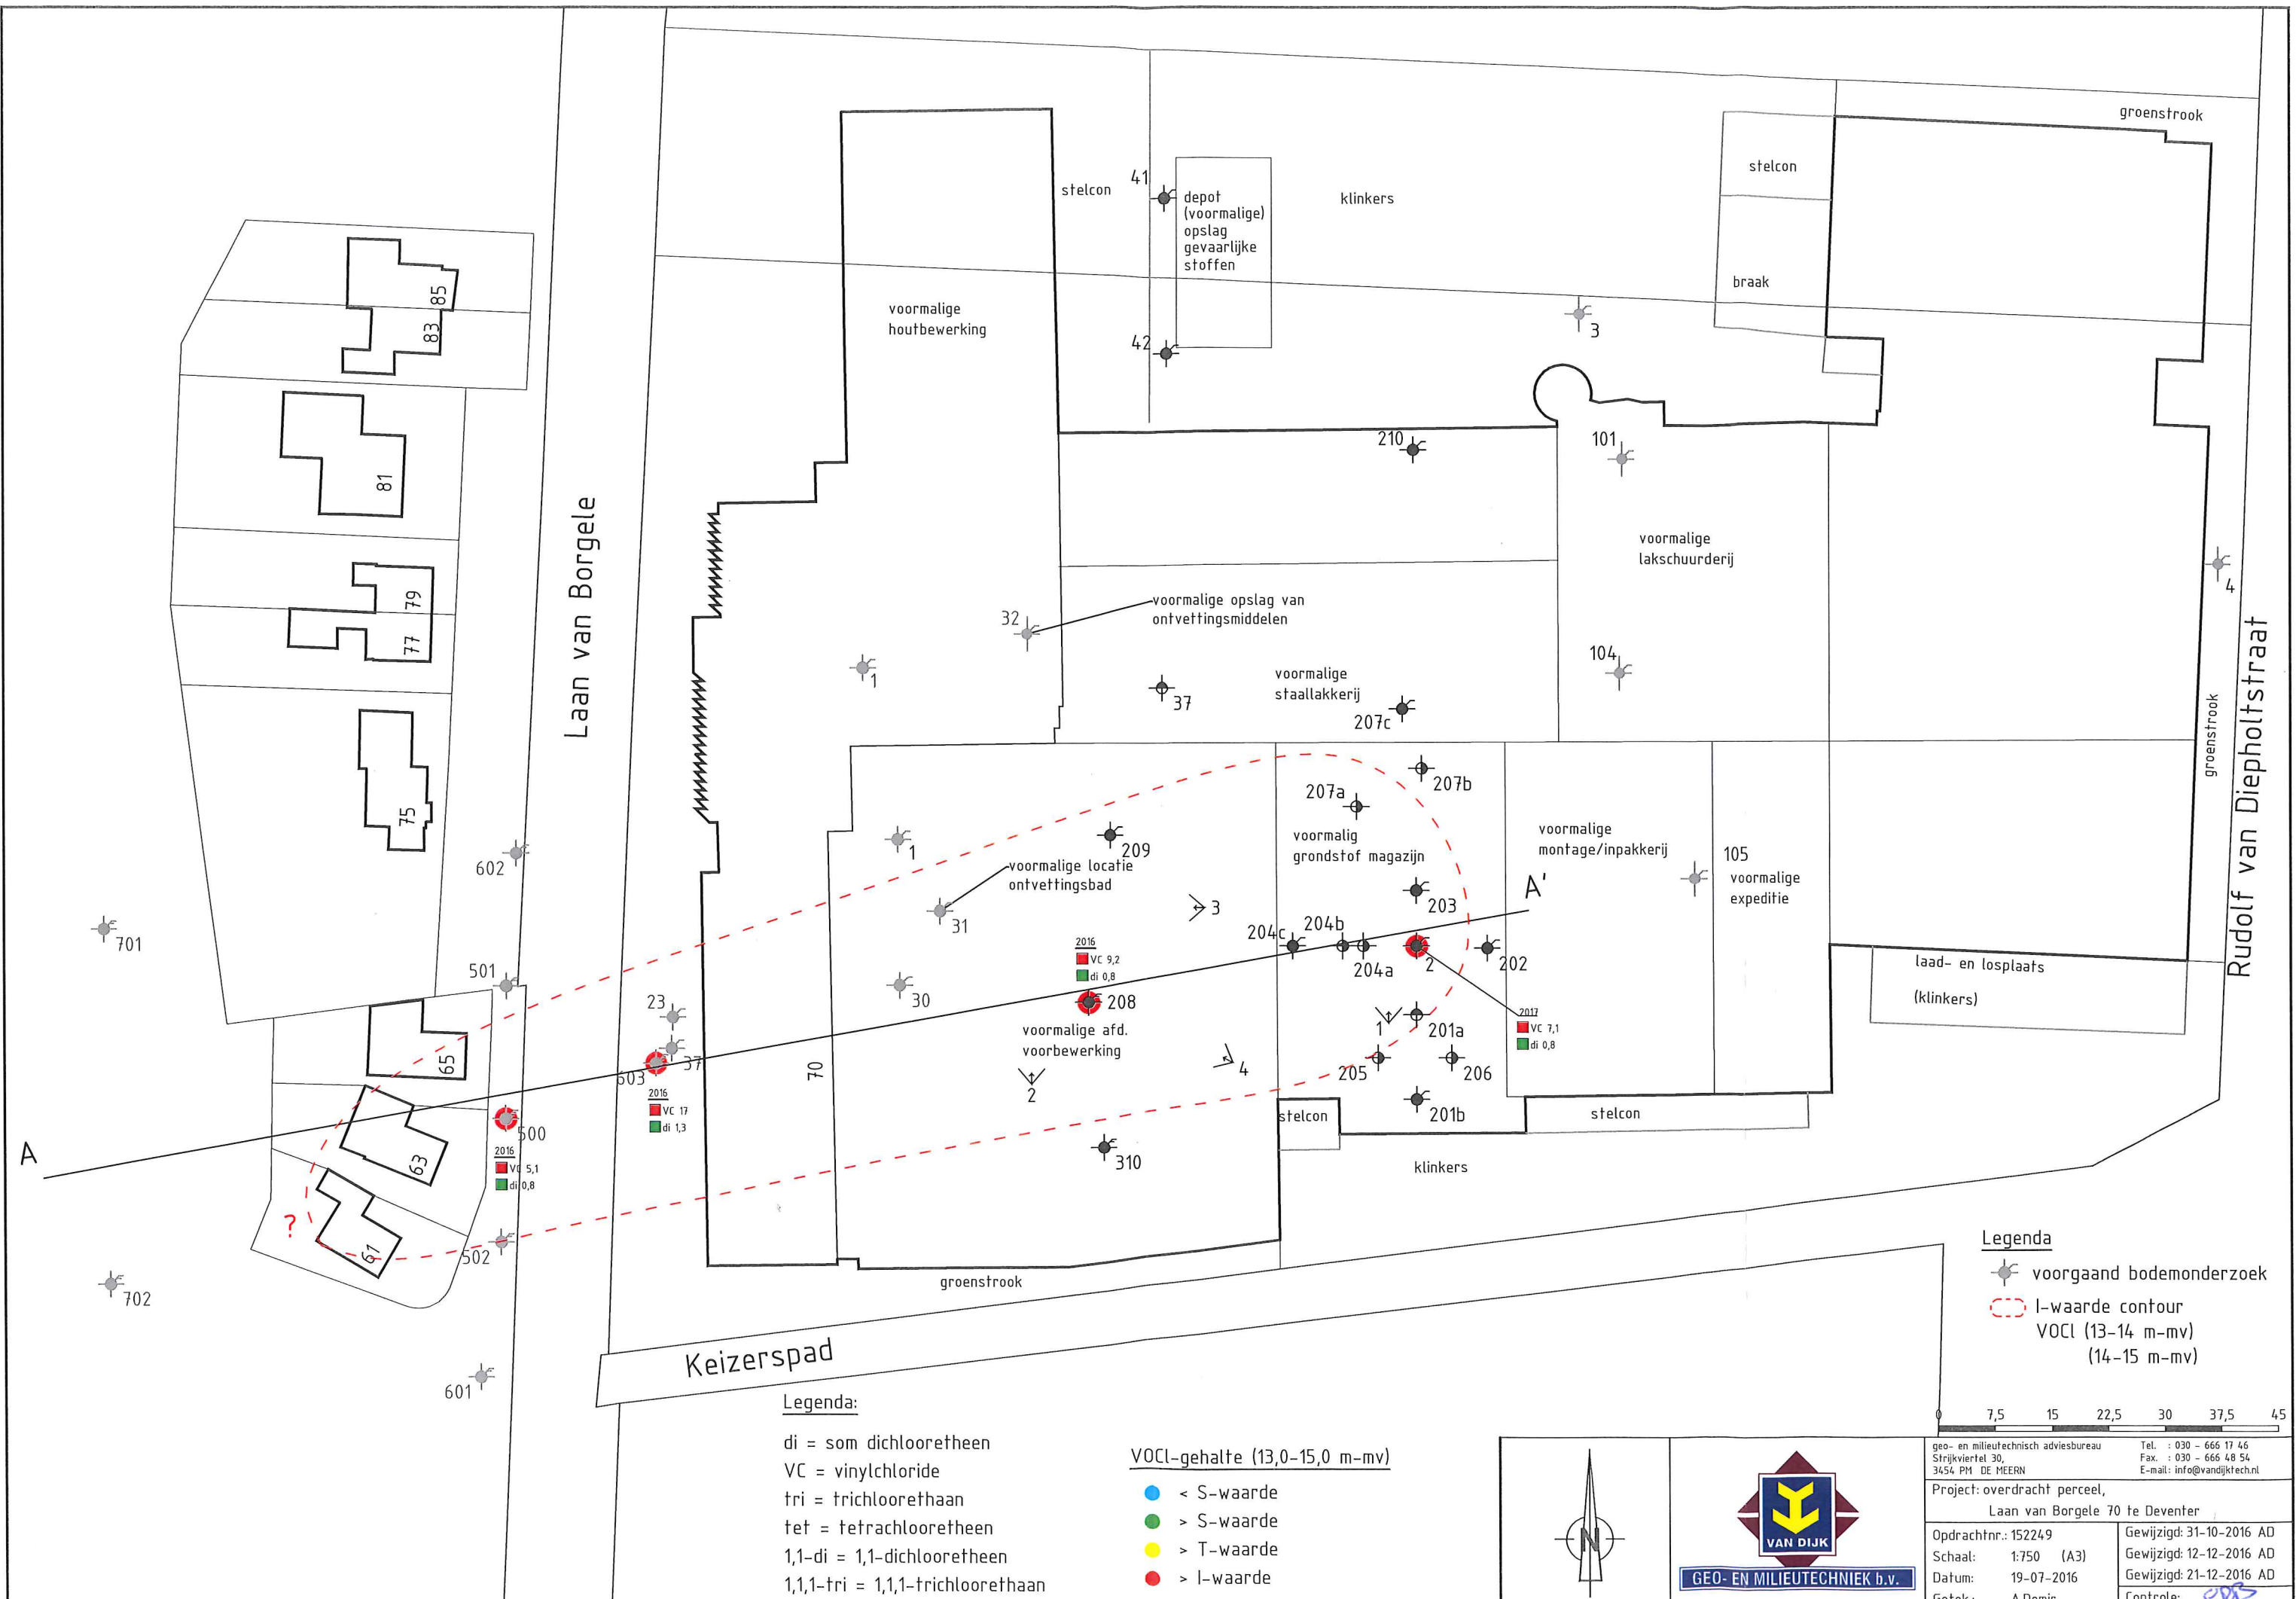 groenstrook
stelcon
41
stelcon
depot
(voormalige)
opslag
gevaarlijke
stoffen
klinkers
braak
85
83
voormalige
houtbewerking
42
3
81
210
101
Laan van Borgele
voormalige
lakschuurderij
4
79
77
32
voormalige opslag van
ontvettingsmiddelen
1
37
voormalige
staallakkerij
207c
104
groenstrook
Rudolf van Diepholtstraat
75
602
207b
207a
1
209
voormalige locatie
ontvettingsbad
31
voormalig
grondstof magazijn
voormalige
montage/inpakkerij
105
voormalige
expeditie
203
A'
3
701
501
204c
204b
204a
2
202
2016
VC 9,2
di 0,8
208
30
23
37
603
2016
VC 17
di 1,3
70
voormalige afd.
voorbewerking
2
4
1
201a
205
206
201b
2017
VC 7,1
di 0,8
laad- en losplaats
(klinkers)
65
63
61
500
2016
VC 5,1
di 0,8
A
?
502
702
601
310
stelcon
stelcon
klinkers
groenstrook
Keizerspad
Legenda
voorgaand bodemonderzoek
I-waarde contour
VOCl (13-14 m-mv)
(14-15 m-mv)
0 7,5 15 22,5 30 37,5 45
Legenda:
di = som dichlooretheen
VC = vinylchloride
tri = trichloorethaan
tet = tetrachlooretheen
1,1-di = 1,1-dichlooretheen
1,1,1-tri = 1,1,1-trichloorethaan
VOCl-gehalte (13,0-15,0 m-mv)
< S-waarde
> S-waarde
> T-waarde
> I-waarde
N
VAN DIJK
GEO- EN MILIEUTECHNIEK b.v.
geo- en milieutechnisch adviesbureau
Strijkviertel 30,
3454 PM DE MEERN
Tel. : 030 - 666 17 46
Fax. : 030 - 666 48 54
E-mail: info@vandijktech.nl
Project: overdracht perceel,
Laan van Borgele 70 te Deventer
Opdrachtnr.: 152249
Schaal: 1:750 (A3)
Datum: 19-07-2016
Gewijzigd: 31-10-2016 AD
Gewijzigd: 12-12-2016 AD
Gewijzigd: 21-12-2016 AD
Controle: